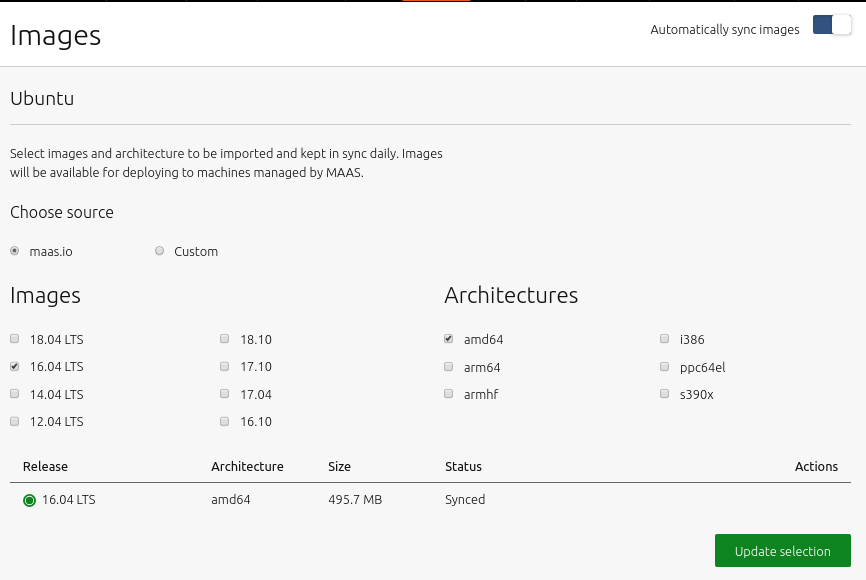 Images
Automatically sync images
Ubuntu
Select images and architecture to be imported and kept in sync daily. Images
will be available for deploying to machines managed by MAAS.
Choose source
maas.io Custom
Images Architectures
18.04 LTS 18.10 amd64 i386
16.04 LTS 17.10 arm64 ppc64el
14.04 LTS 17.04 armhf s390x
12.04 LTS 16.10
Release Architecture Size Status Actions
16.04 LTS amd64 495.7 MB Synced
Update selection